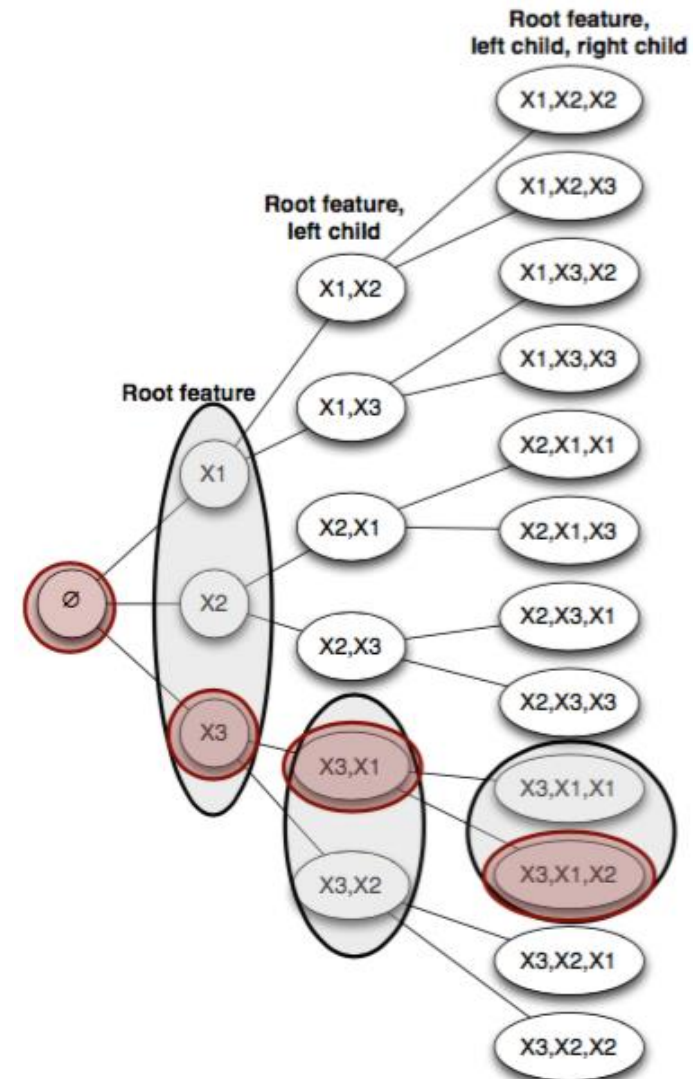 Root feature,
left child, right child
X1,X2,X2
X1,X2,X3
Root feature,
left child
X1,X3,X2
X1,X2
X1,X3,X3
Root feature
X1,X3
X2,X1,X1
X1
X2,X1
X2,X1,X3
∅
X2
X2,X3,X1
X2,X3
X2,X3,X3
X3
X3,X1
X3,X1,X1
X3,X1,X2
X3,X2
X3,X2,X1
X3,X2,X2